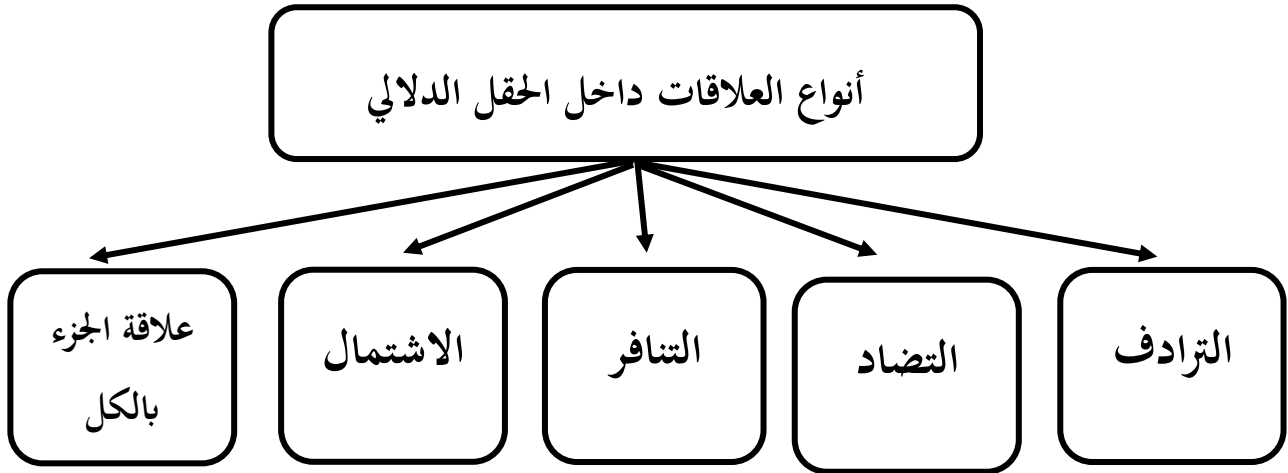 أنواع العلاقات داخل الحقل الدلالي
الترادف
التضاد
التنافر
الاشتمال
علاقة الجزء
بالكل